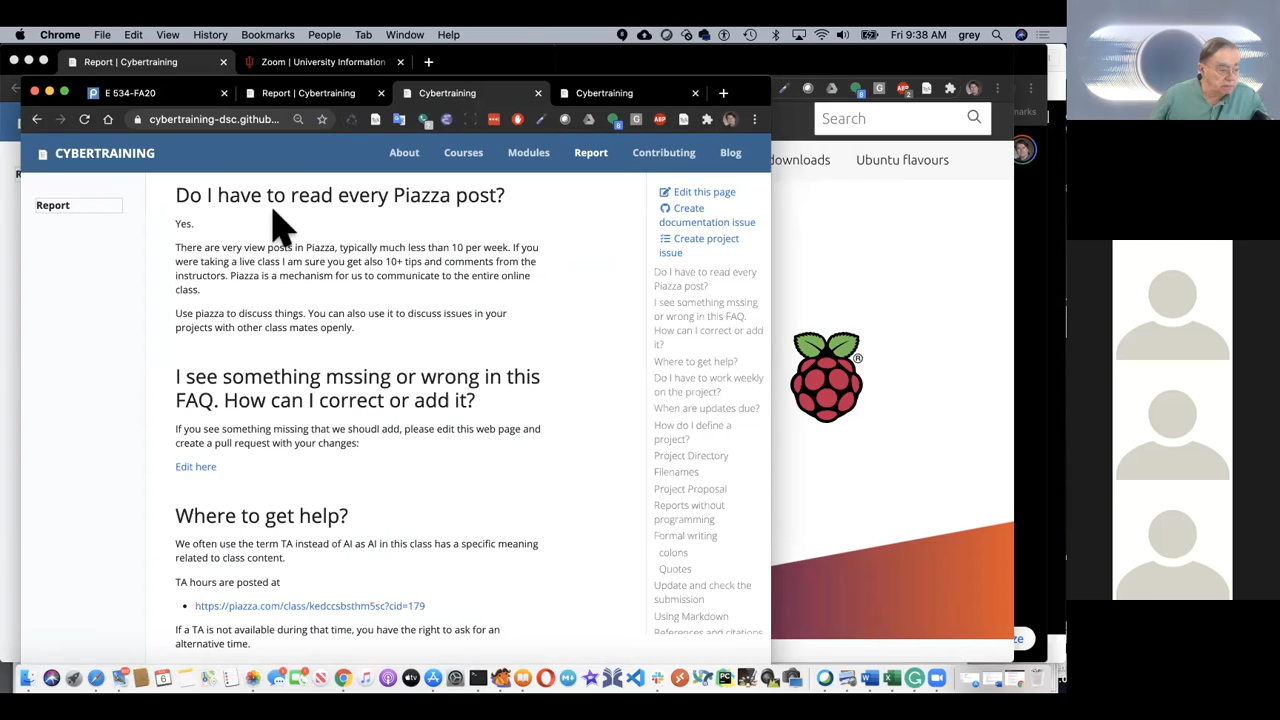 Chrome File Edit View History Bookmarks People Tab Window Help Fri 9:38 AM grey
Report | Cybertraining Zoom | University Information
E 534-FA20 Report | Cybertraining Cybertraining Cybertraining
cybertraining-dsc.github...
Search
CYBERTRAINING About Courses Modules Report Contributing Blog
downloads Ubuntu flavours
Report
Do I have to read every Piazza post?
Yes.
There are very view posts in Piazza, typically much less than 10 per week. If you
were taking a live class I am sure you get also 10+ tips and comments from the
instructors. Piazza is a mechanism for us to communicate to the entire online
class.
Use piazza to discuss things. You can also use it to discuss issues in your
projects with other class mates openly.
I see something mssing or wrong in this
FAQ. How can I correct or add it?
If you see something missing that we shoudl add, please edit this web page and
create a pull request with your changes:
Edit here
Where to get help?
We often use the term TA instead of AI as AI in this class has a specific meaning
related to class content.
TA hours are posted at
https://piazza.com/class/kedccsbsthm5sc?cid=179
If a TA is not available during that time, you have the right to ask for an
alternative time.
Edit this page
Create
documentation issue
Create project
issue
Do I have to read every
Piazza post?
I see something mssing
or wrong in this FAQ.
How can I correct or add
it?
Where to get help?
Do I have to work weekly
on the project?
When are updates due?
How do I define a
project?
Project Directory
Filenames
Project Proposal
Reports without
programming
Formal writing
colons
Quotes
Update and check the
submission
Using Markdown
References and citations